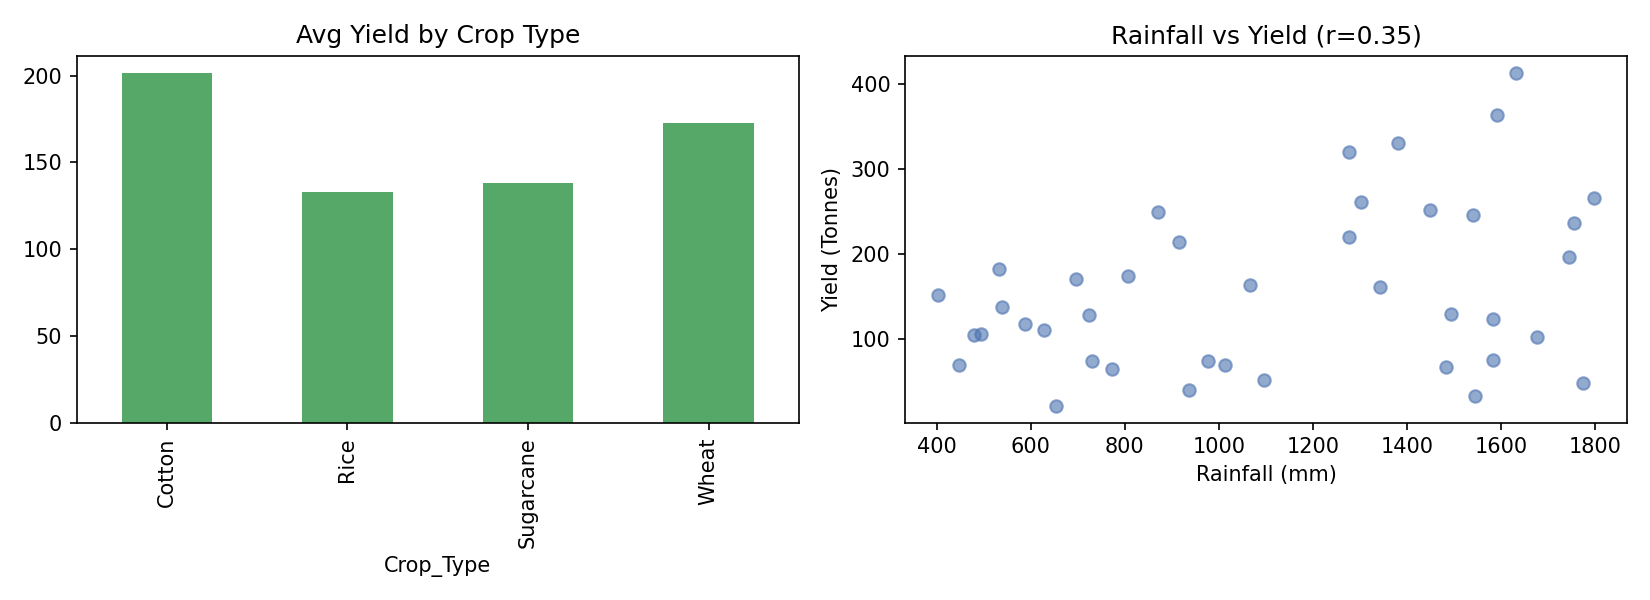 Avg Yield by Crop Type
200
150
100
50
0
Cotton
Rice
Sugarcane
Wheat
Crop_Type
Rainfall vs Yield (r=0.35)
Yield (Tonnes)
400
300
200
100
400 600 800 1000 1200 1400 1600 1800
Rainfall (mm)